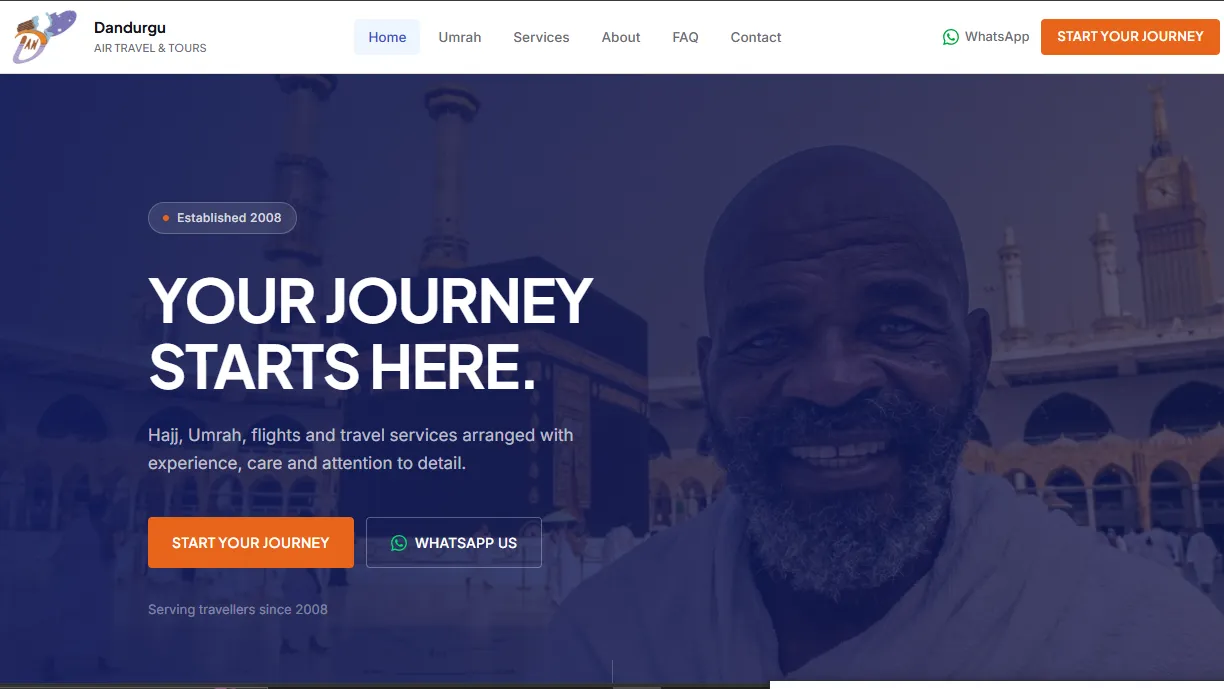 DAN
Dandurgu
AIR TRAVEL & TOURS
Home
Umrah
Services
About
FAQ
Contact
WhatsApp
START YOUR JOURNEY
Established 2008
YOUR JOURNEY
STARTS HERE.
Hajj, Umrah, flights and travel services arranged with
experience, care and attention to detail.
START YOUR JOURNEY
WHATSAPP US
Serving travellers since 2008